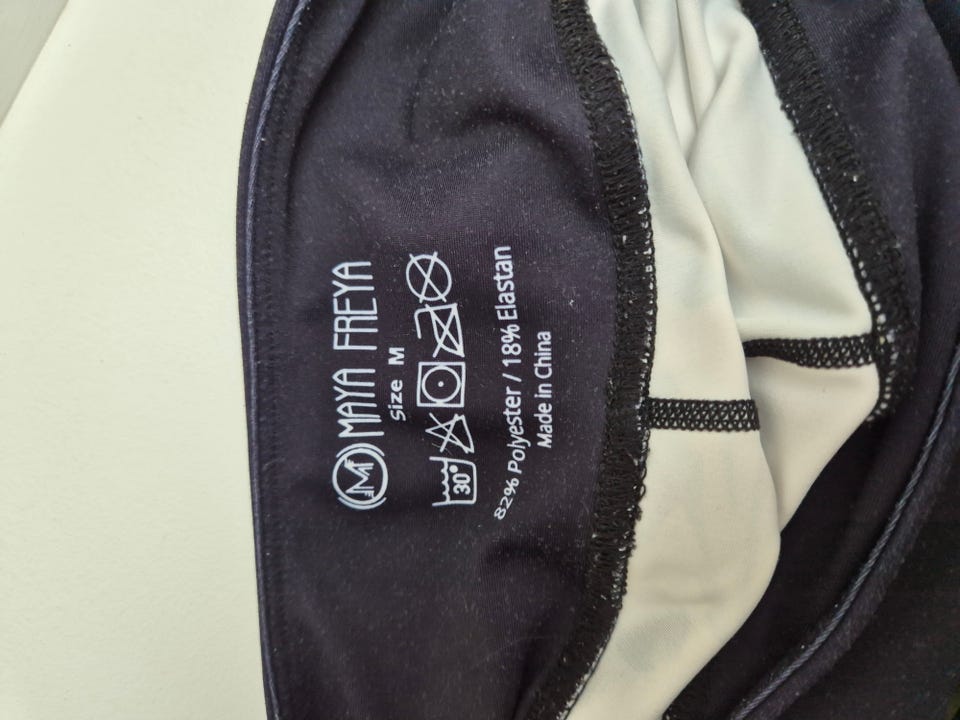 M MAYA FREYA
Size M
30°
82% Polyester / 18% Elastan
Made in China